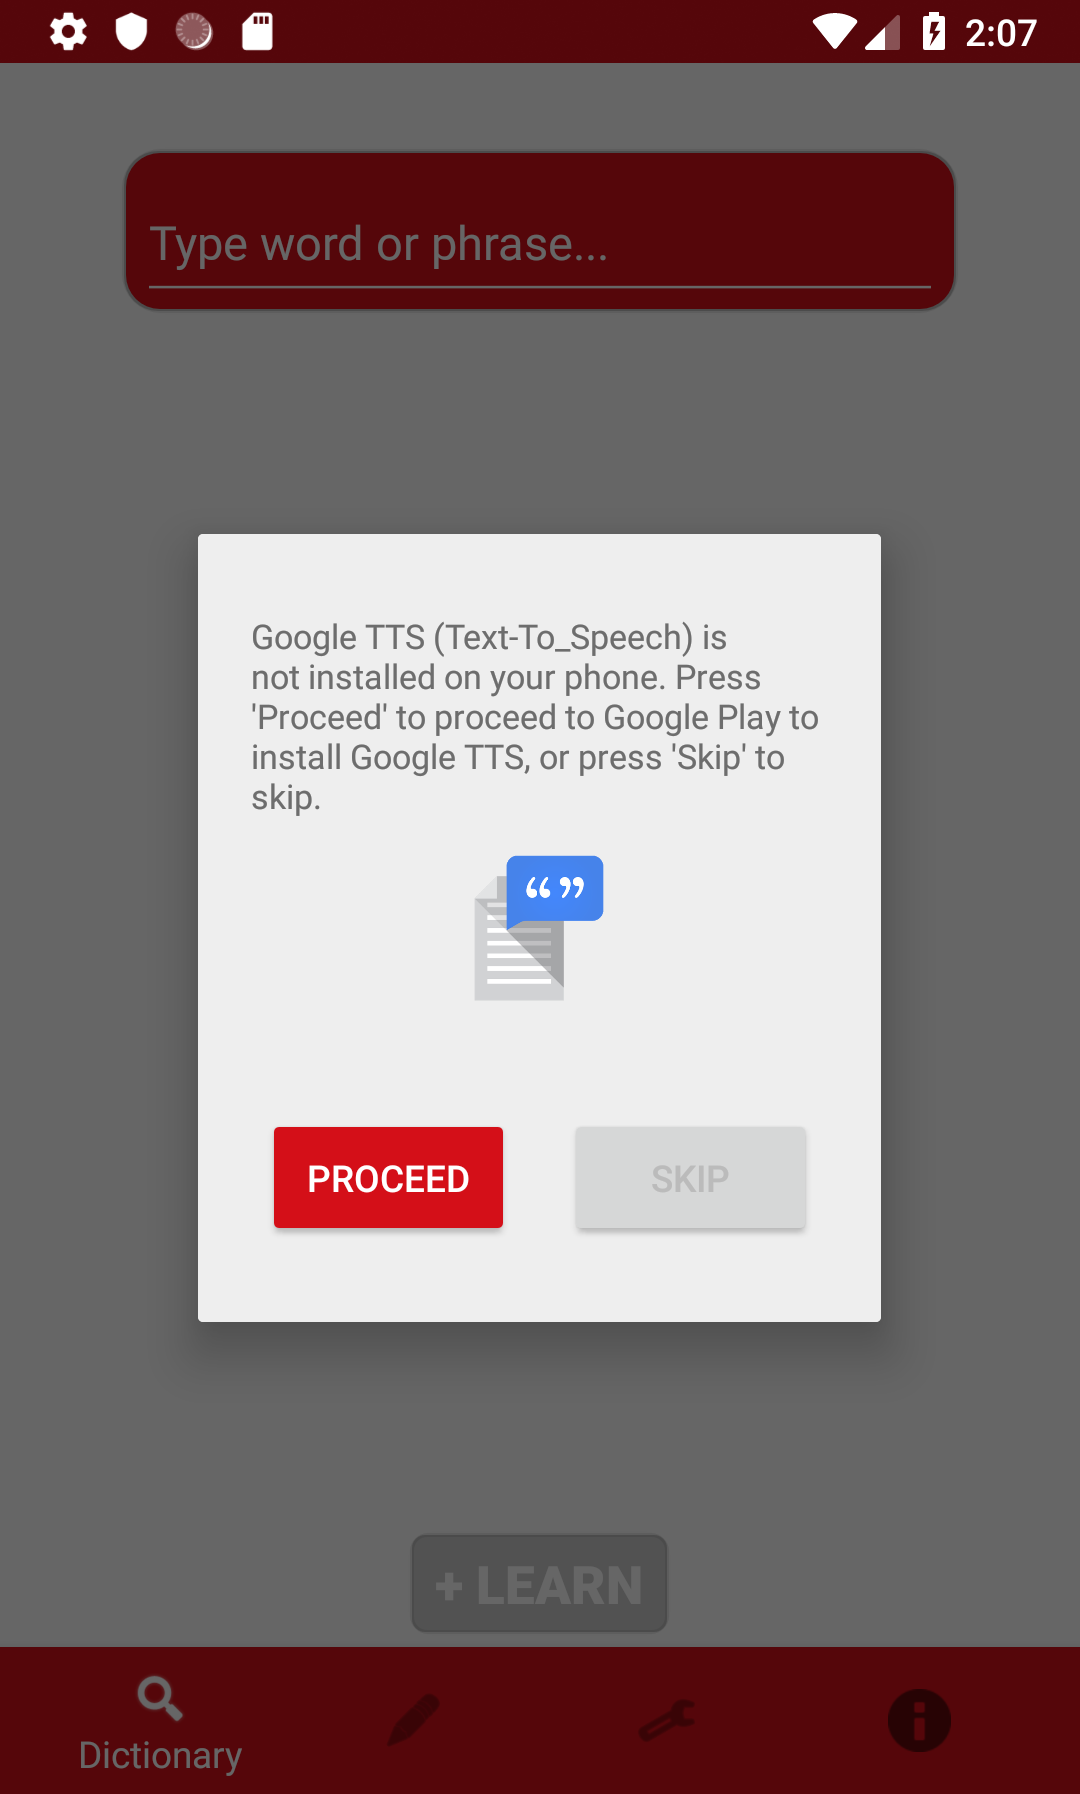 2:07
Type word or phrase...
Google TTS (Text-To_Speech) is
not installed on your phone. Press
'Proceed' to proceed to Google Play to
install Google TTS, or press 'Skip' to
skip.
PROCEED
SKIP
+ LEARN
Dictionary